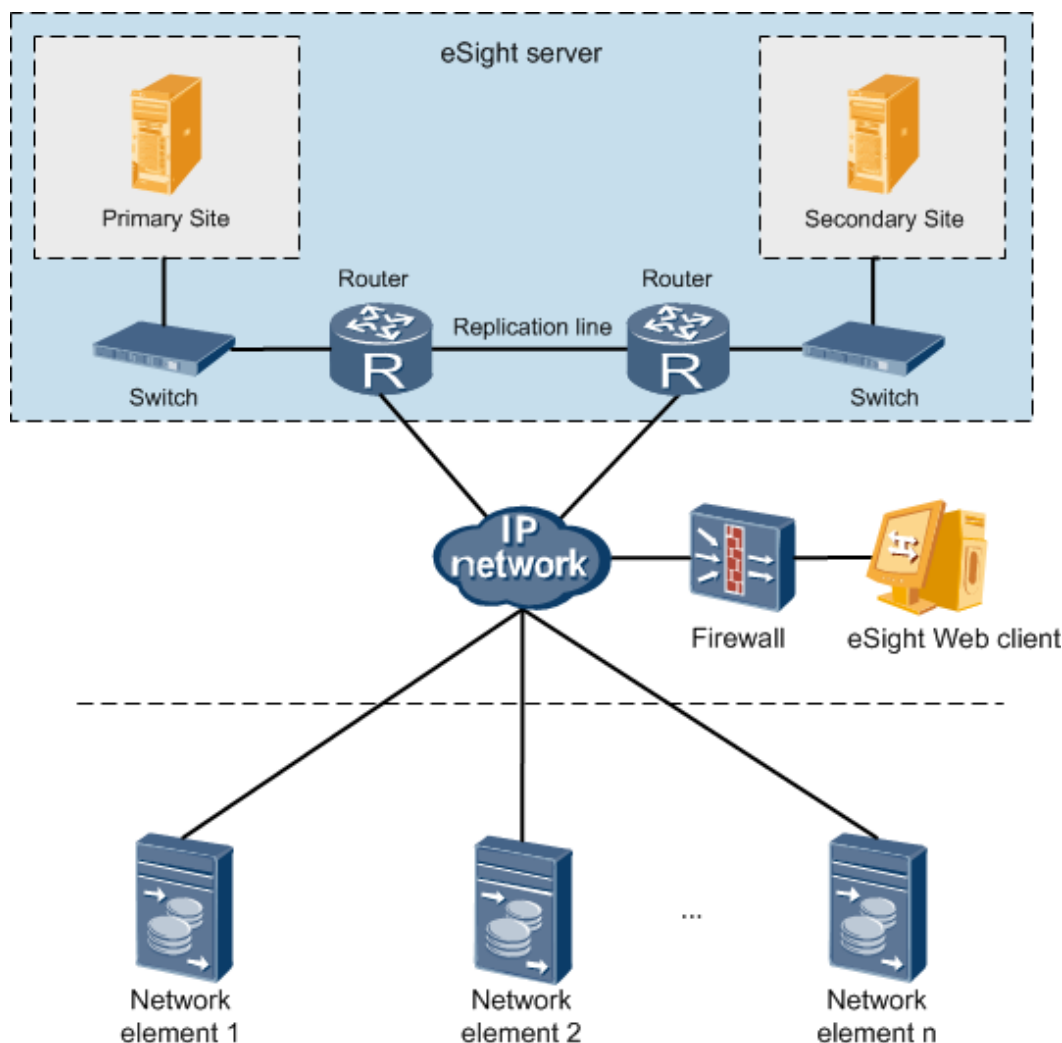 eSight server
Primary Site
Secondary Site
Router
Router
Replication line
R
R
Switch
Switch
IP
network
Firewall
eSight Web client
...
Network
element 1
Network
element 2
Network
element n